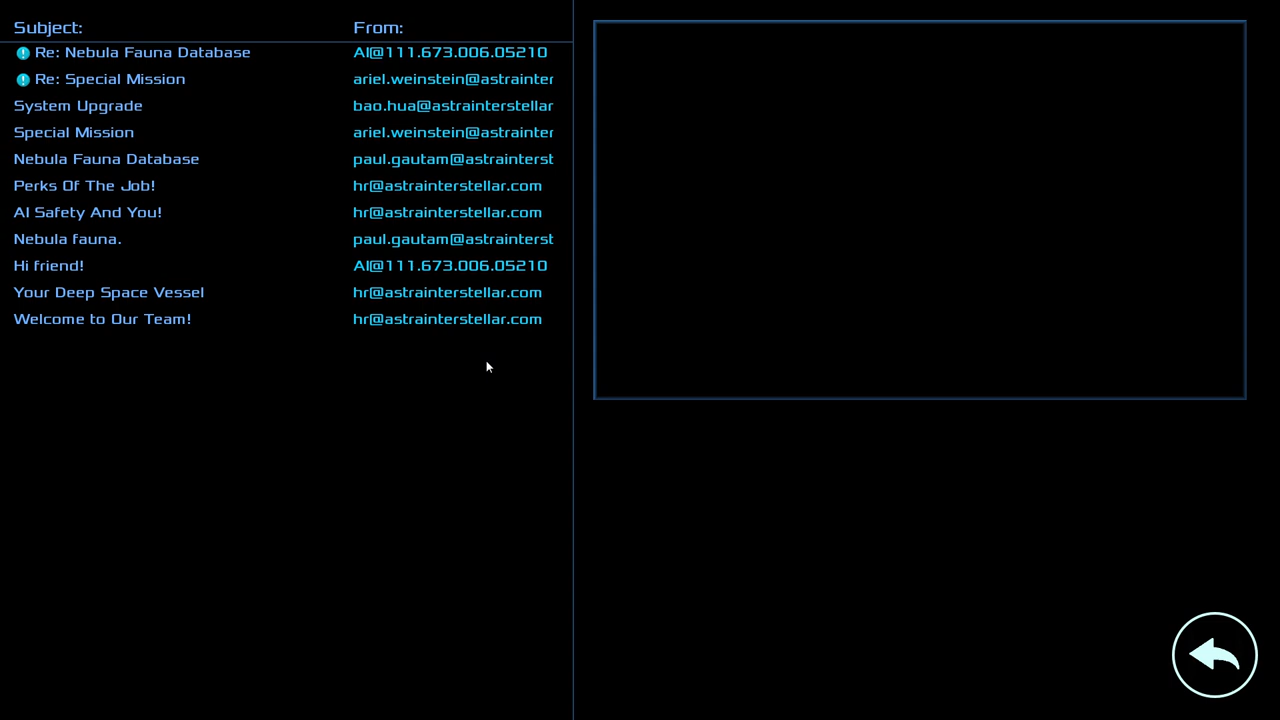 Subject: From:
Re: Nebula Fauna Database AI@111.673.006.05210
Re: Special Mission ariel.weinstein@astrainter
System Upgrade bao.hua@astrainterstellar
Special Mission ariel.weinstein@astrainter
Nebula Fauna Database paul.gautam@astrainterst
Perks Of The Job! hr@astrainterstellar.com
AI Safety And You! hr@astrainterstellar.com
Nebula fauna. paul.gautam@astrainterst
Hi friend! AI@111.673.006.05210
Your Deep Space Vessel hr@astrainterstellar.com
Welcome to Our Team! hr@astrainterstellar.com